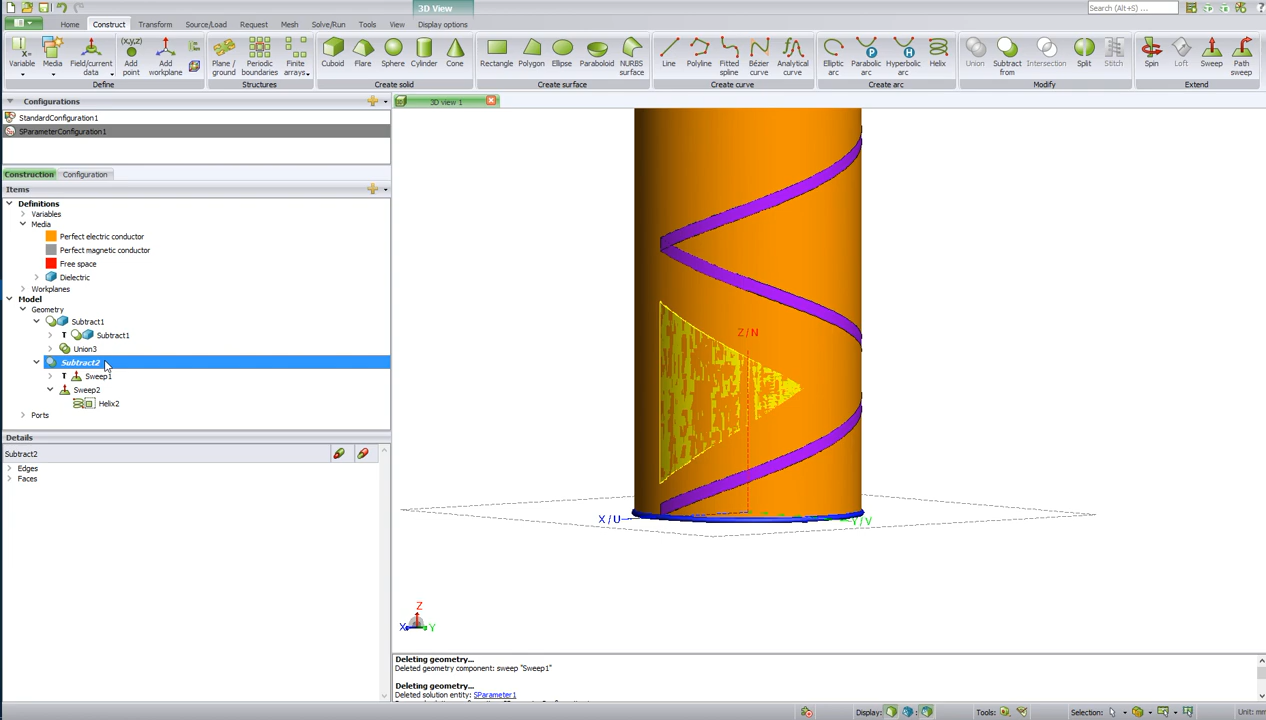 3D View
Search (Alt+S)
Home Construct Transform Source/Load Request Mesh Solve/Run Tools View Display options
Variable Media Field/current data Add point Add workplane Plane / ground Periodic boundaries Finite arrays Cuboid Flare Sphere Cylinder Cone Rectangle Polygon Ellipse Paraboloid NURBS surface Line Polyline Fitted spline Bézier curve Analytical curve Elliptic arc Parabolic arc Hyperbolic arc Helix Union Subtract from Intersection Split Stitch Spin Loft Sweep Path sweep
Define Structures Create solid Create surface Create curve Create arc Modify Extend
Configurations
3D view 1
StandardConfiguration1
SParameterConfiguration1
Construction Configuration
Items
Definitions
Variables
Media
Perfect electric conductor
Perfect magnetic conductor
Free space
Dielectric
Workplanes
Model
Geometry
Subtract1
T Subtract1
Union3
Subtract2
T Sweep1
Sweep2
Helix2
Ports
Details
Subtract2
Edges
Faces
Z/N
X/U
Y/V
Z
X
Y
Deleting geometry...
Deleted geometry component: sweep "Sweep1"
Deleting geometry...
Deleted solution entity: SParameter1
Display: Tools: Selection: Unit: mm